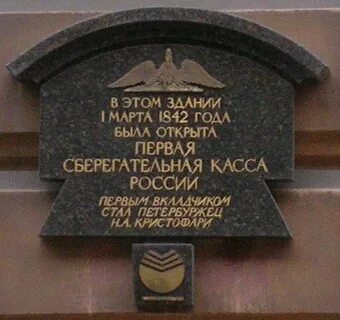 В ЭТОМ ЗДАНИИ
1 МАРТА 1842 ГОДА
БЫЛА ОТКРЫТА
ПЕРВАЯ
СБЕРЕГАТЕЛЬНАЯ КАССА
РОССИИ
ПЕРВЫМ ВКЛАДЧИКОМ
СТАЛ ПЕТЕРБУРЖЕЦ
Н.А. КРИСТОФАРИ